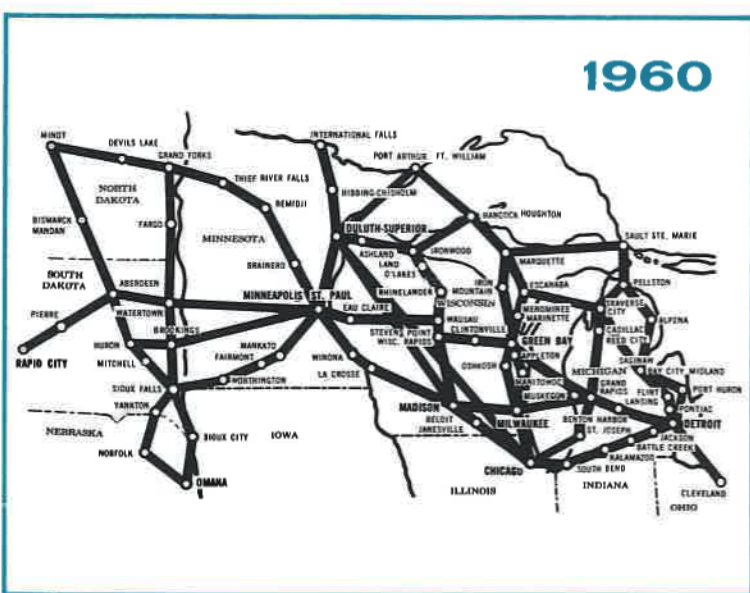 1960
MINOT
DEVILS LAKE
GRAND FORKS
INTERNATIONAL FALLS
PORT ARTHUR FT. WILLIAM
THIEF RIVER FALLS
HIBBING-CHISHOLM
NORTH
DAKOTA
BEMIDJI
BISMARCK
MANDAN
FARGO
MINNESOTA
DULUTH-SUPERIOR
HANCOCK HOUGHTON
SAULT STE. MARIE
ASHLAND
IRONWOOD
LAND
O'LAKES
MARQUETTE
BRAINERD
SOUTH
DAKOTA
ABERDEEN
RHINELANDER
IRON
MOUNTAIN
ESCANABA
PELLSTON
MINNEAPOLIS ST. PAUL
WISCONSIN
MENOMINEE
MARINETTE
TRAVERSE
CITY
ALPENA
WATERTOWN
EAU CLAIRE
WAUSAU
PIERRE
BROOKINGS
STEVENS POINT
WISC. RAPIDS
CLINTONVILLE
GREEN BAY
CADILLAC
REED CITY
HURON
MITCHELL
MANKATO
FAIRMONT
WINONA
APPLETON
SAGINAW
BAY CITY MIDLAND
RAPID CITY
LA CROSSE
OSHKOSH
MANITOWOC
MICHIGAN
SIOUX FALLS
WORTHINGTON
MUSKEGON
GRAND
RAPIDS
FLINT
LANSING
PORT HURON
YANKTON
MADISON
PONTIAC
BELOIT
JANESVILLE
MILWAUKEE
BENTON HARBOR
ST. JOSEPH
DETROIT
NEBRASKA
SIOUX CITY
IOWA
JACKSON
BATTLE CREEK
KALAMAZOO
NORFOLK
CHICAGO
SOUTH BEND
OMAHA
ILLINOIS
INDIANA
CLEVELAND
OHIO